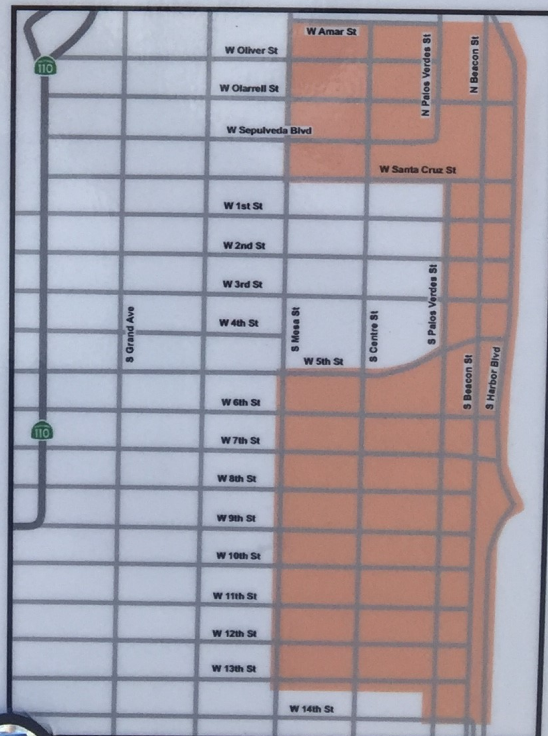 W Amar St
W Oliver St
110
N Palos Verdes St
N Beacon St
W Olarrell St
W Sepulveda Blvd
W Santa Cruz St
W 1st St
W 2nd St
W 3rd St
W 4th St
S Grand Ave
S Mesa St
S Centre St
S Palos Verdes St
W 5th St
S Beacon St
S Harbor Blvd
W 6th St
110
W 7th St
W 8th St
W 9th St
W 10th St
W 11th St
W 12th St
W 13th St
W 14th St